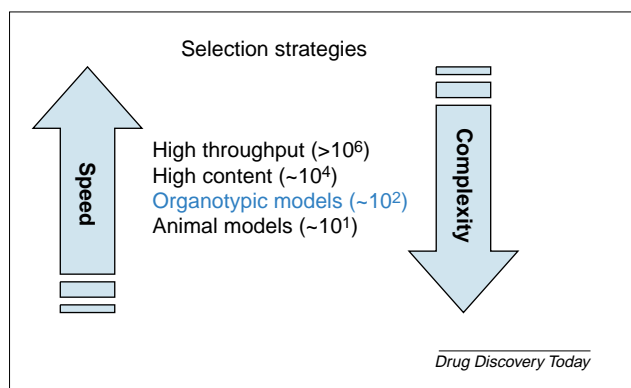 Selection strategies
Speed
High throughput (>10⁶)
High content (~10⁴)
Organotypic models (~10²)
Animal models (~10¹)
Complexity
Drug Discovery Today